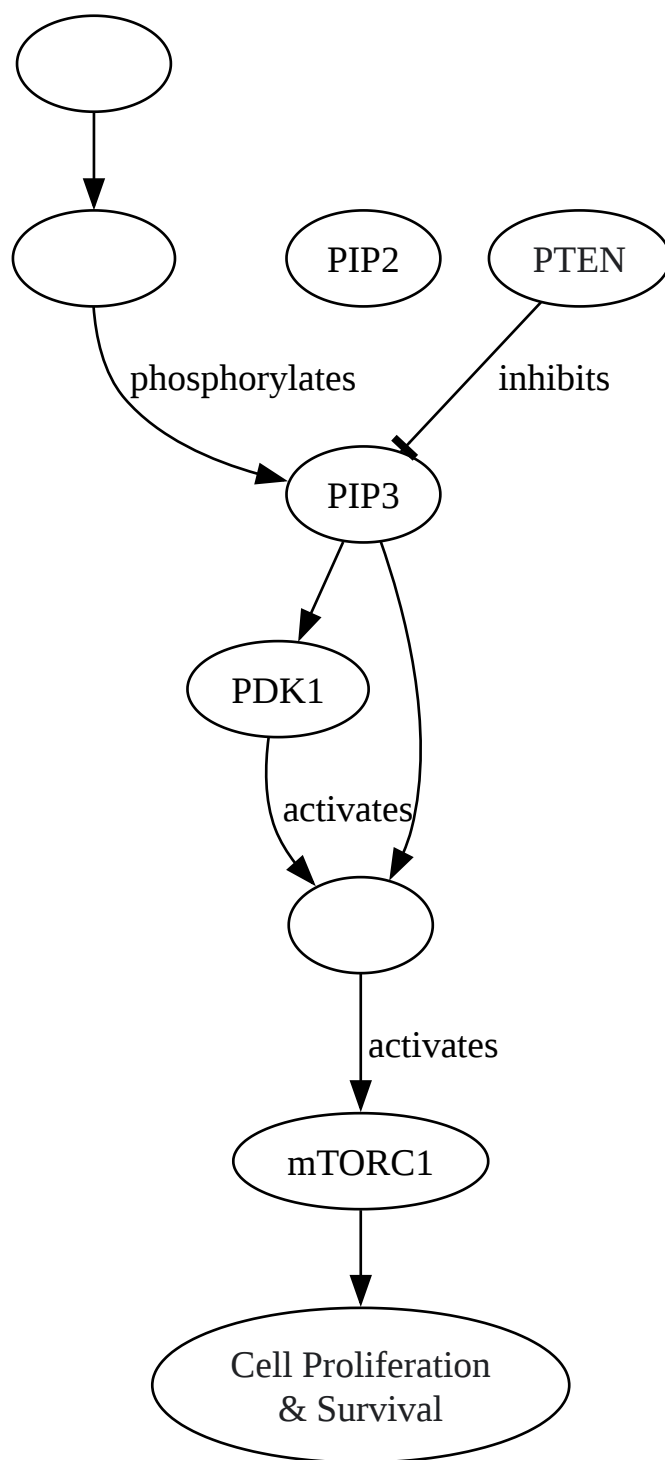 PIP2
PTEN
phosphorylates
inhibits
PIP3
PDK1
activates
activates
mTORC1
Cell Proliferation
& Survival